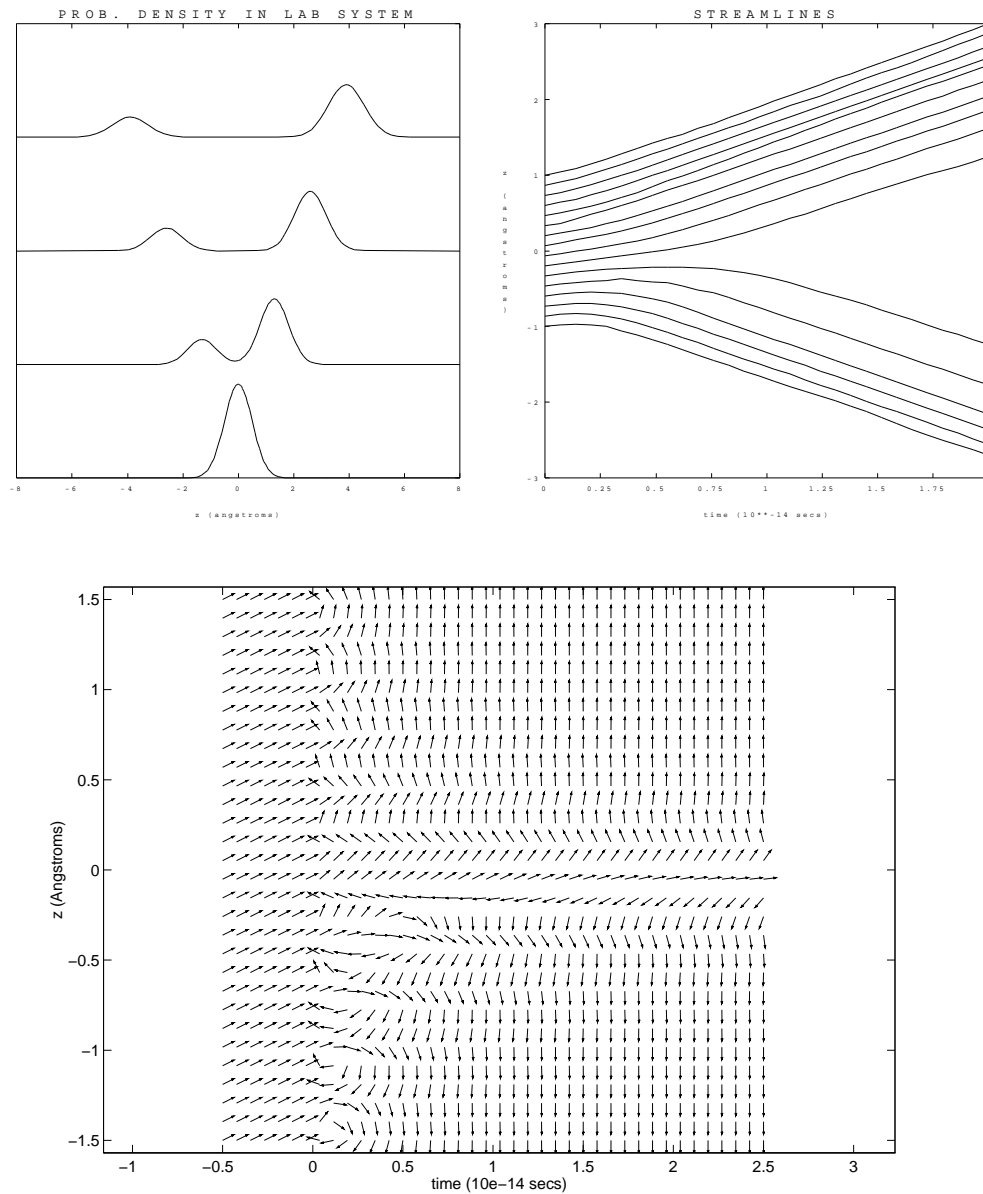 PROB. DENSITY IN LAB SYSTEM
-8 -6 -4 -2 0 2 4 6 8
z (angstroms)
STREAMLINES
3
2
1
0
-1
-2
-3
z (angstroms)
0 0.25 0.5 0.75 1 1.25 1.5 1.75
time (10**-14 secs)
1.5
1
0.5
0
−0.5
−1
−1.5
z (Angstroms)
−1 −0.5 0 0.5 1 1.5 2 2.5 3
time (10e−14 secs)